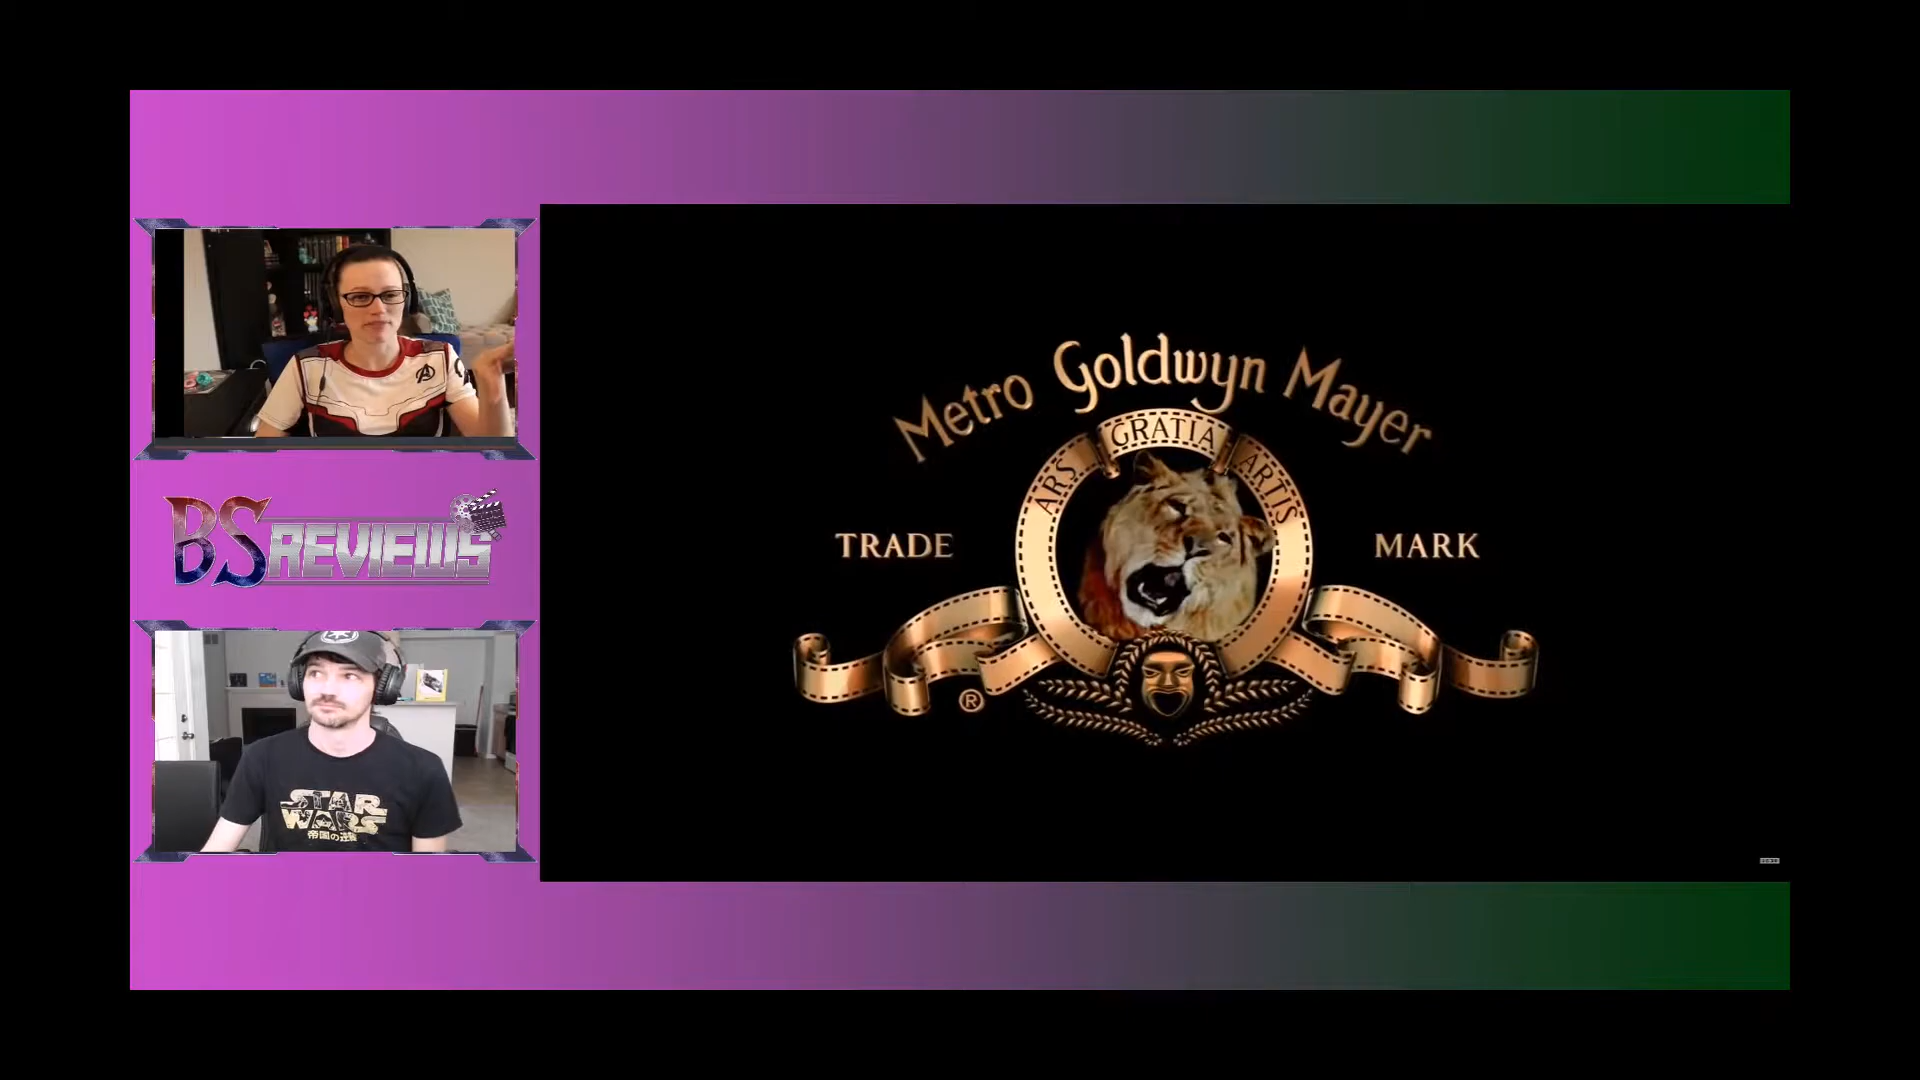 Metro Goldwyn Mayer
ARS GRATIA ARTIS
TRADE MARK
®
BS REVIEWS
STAR
WARS
帝国の逆襲